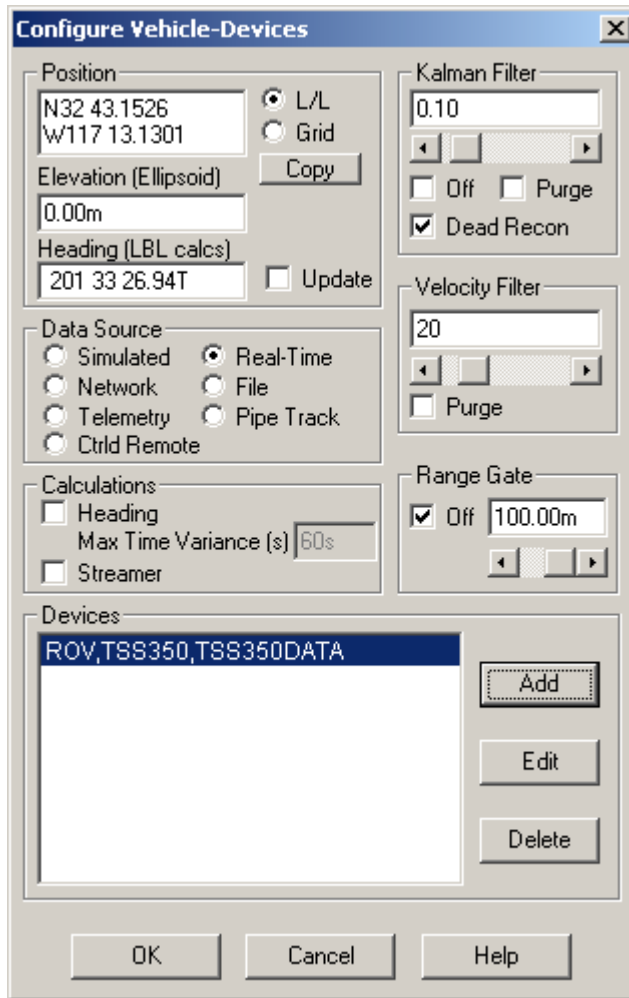 Configure Vehicle-Devices
Position
N32 43.1526
W117 13.1301
L/L
Grid
Copy
Elevation (Ellipsoid)
0.00m
Heading (LBL calcs)
201 33 26.94T
Update
Kalman Filter
0.10
Off Purge
Dead Recon
Velocity Filter
20
Purge
Data Source
Simulated Real-Time
Network File
Telemetry Pipe Track
Ctrld Remote
Calculations
Heading
Max Time Variance (s) 60s
Streamer
Range Gate
Off 100.00m
Devices
ROV,TSS350,TSS350DATA
Add
Edit
Delete
OK Cancel Help